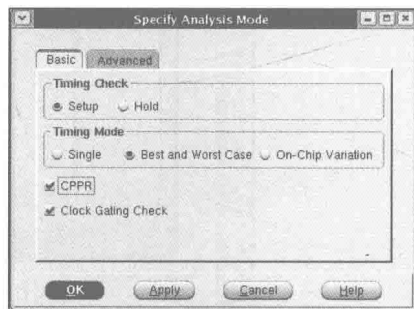 Specify Analysis Mode
Basic Advanced
Timing Check
Setup Hold
Timing Mode
Single Best and Worst Case On-Chip Variation
CPPR
Clock Gating Check
OK Apply Cancel Help